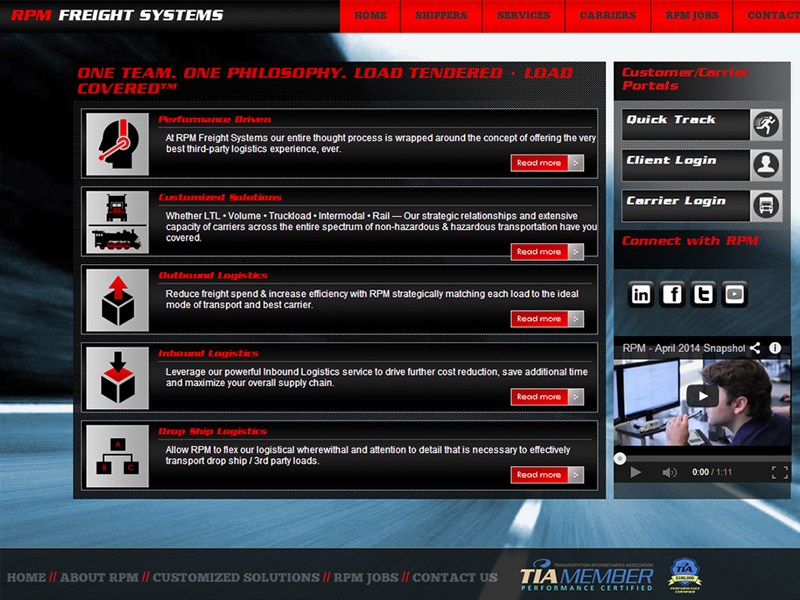 RPM FREIGHT SYSTEMS
HOME SHIPPERS SERVICES CARRIERS RPM JOBS CONTACT
ONE TEAM. ONE PHILOSOPHY. LOAD TENDERED · LOAD
COVERED™
Performance Driven
At RPM Freight Systems our entire thought process is wrapped around the concept of offering the very
best third-party logistics experience, ever.
Read more
Customized Solutions
Whether LTL • Volume • Truckload • Intermodal • Rail — Our strategic relationships and extensive
capacity of carriers across the entire spectrum of non-hazardous & hazardous transportation have you
covered.
Read more
Outbound Logistics
Reduce freight spend & increase efficiency with RPM strategically matching each load to the ideal
mode of transport and best carrier.
Read more
Inbound Logistics
Leverage our powerful Inbound Logistics service to drive further cost reduction, save additional time
and maximize your overall supply chain.
Read more
A
B C
Drop Ship Logistics
Allow RPM to flex our logistical wherewithal and attention to detail that is necessary to effectively
transport drop ship / 3rd party loads.
Read more
Customer/Carrier
Portals
Quick Track
Client Login
Carrier Login
Connect with RPM
in f t
RPM - April 2014 Snapshot
0:00 / 1:11
HOME // ABOUT RPM // CUSTOMIZED SOLUTIONS // RPM JOBS // CONTACT US
TRANSPORTATION INTERMEDIARIES ASSOCIATION
TIA MEMBER
PERFORMANCE CERTIFIED
TIA
$100,000
PERFORMANCE
CERTIFIED